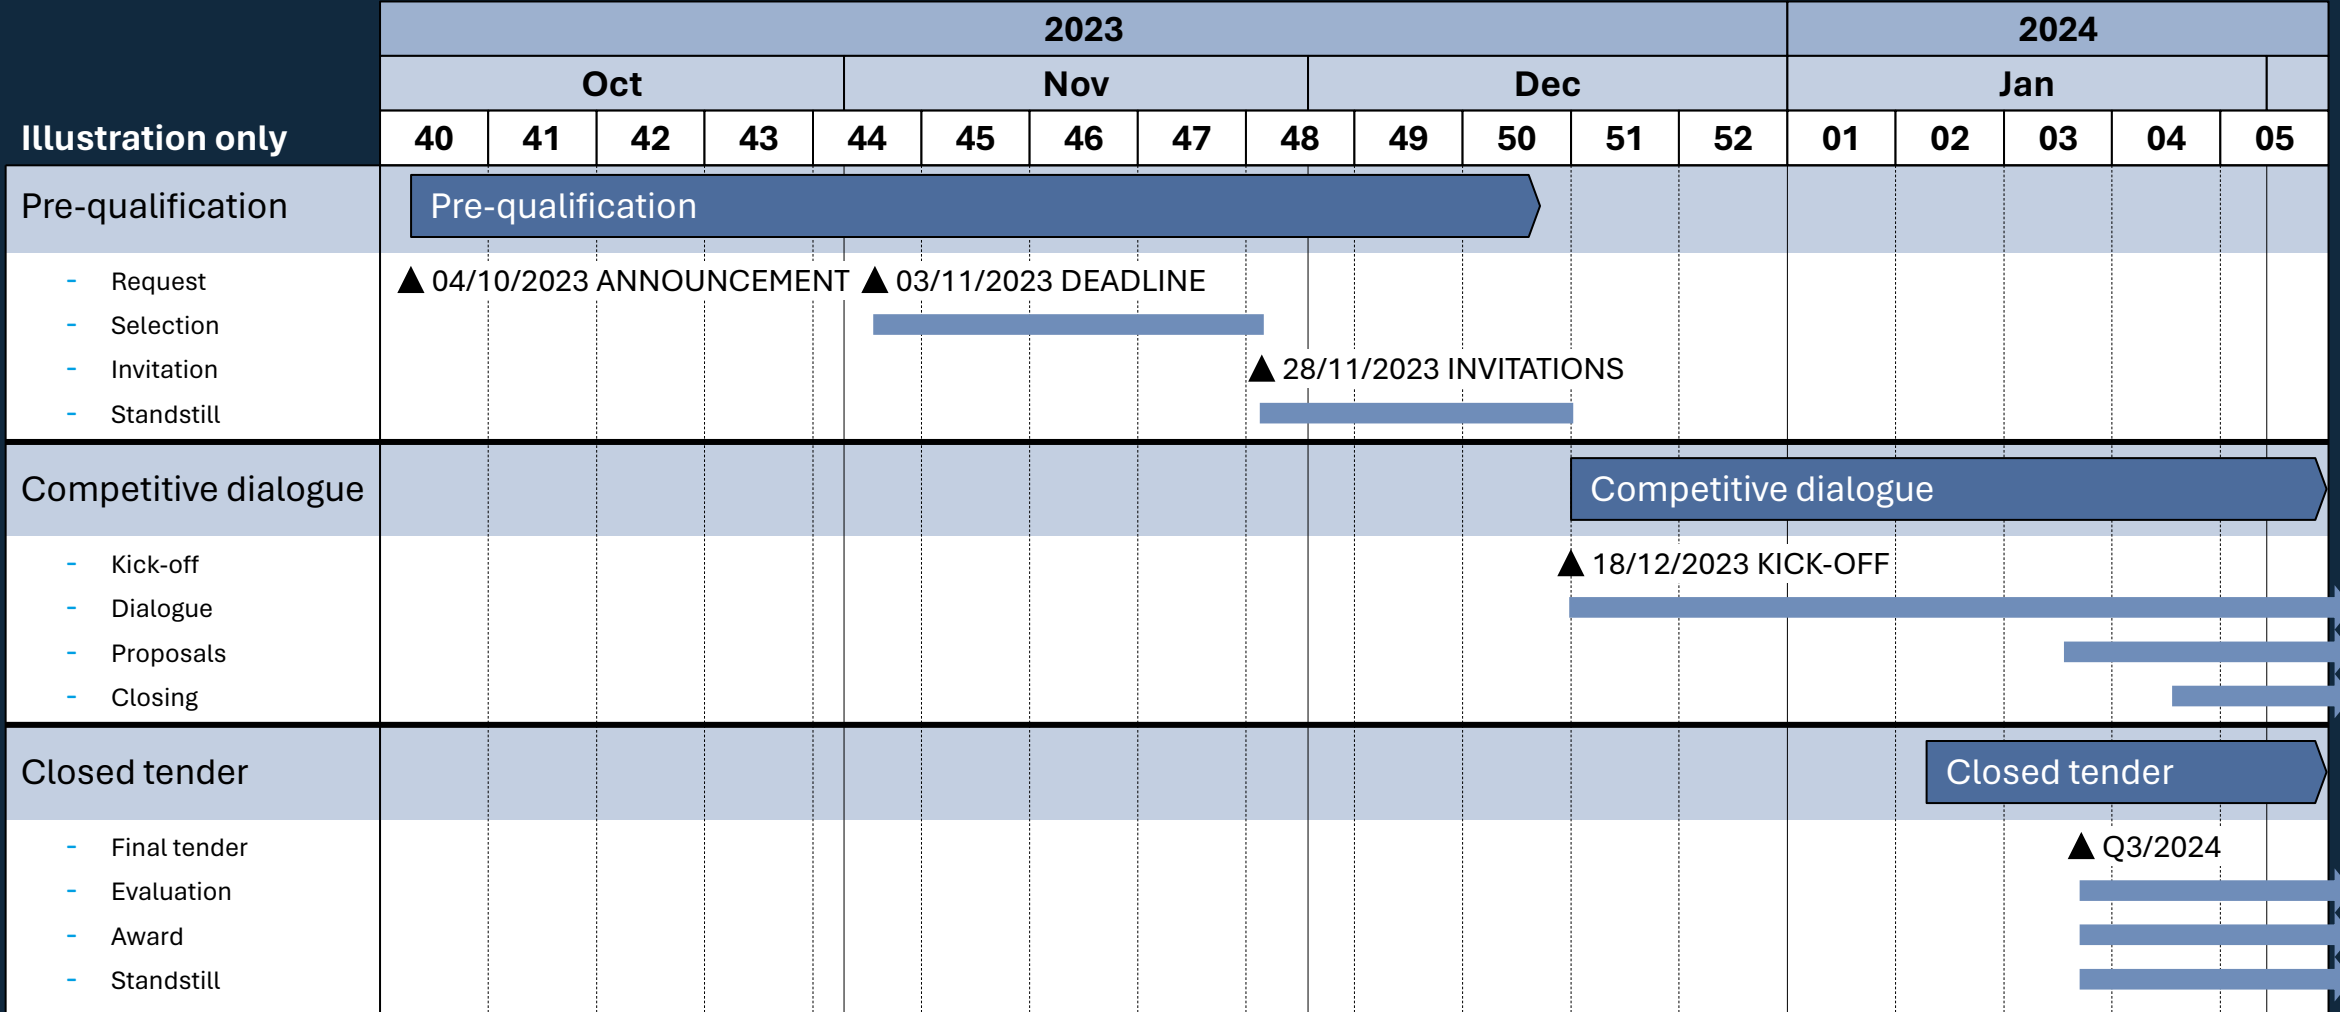 2023 2024
Oct Nov Dec Jan
Illustration only 40 41 42 43 44 45 46 47 48 49 50 51 52 01 02 03 04 05
Pre-qualification Pre-qualification
- Request ▲ 04/10/2023 ANNOUNCEMENT ▲ 03/11/2023 DEADLINE
- Selection
- Invitation ▲ 28/11/2023 INVITATIONS
- Standstill
Competitive dialogue Competitive dialogue
- Kick-off ▲ 18/12/2023 KICK-OFF
- Dialogue
- Proposals
- Closing
Closed tender Closed tender
- Final tender ▲ Q3/2024
- Evaluation
- Award
- Standstill